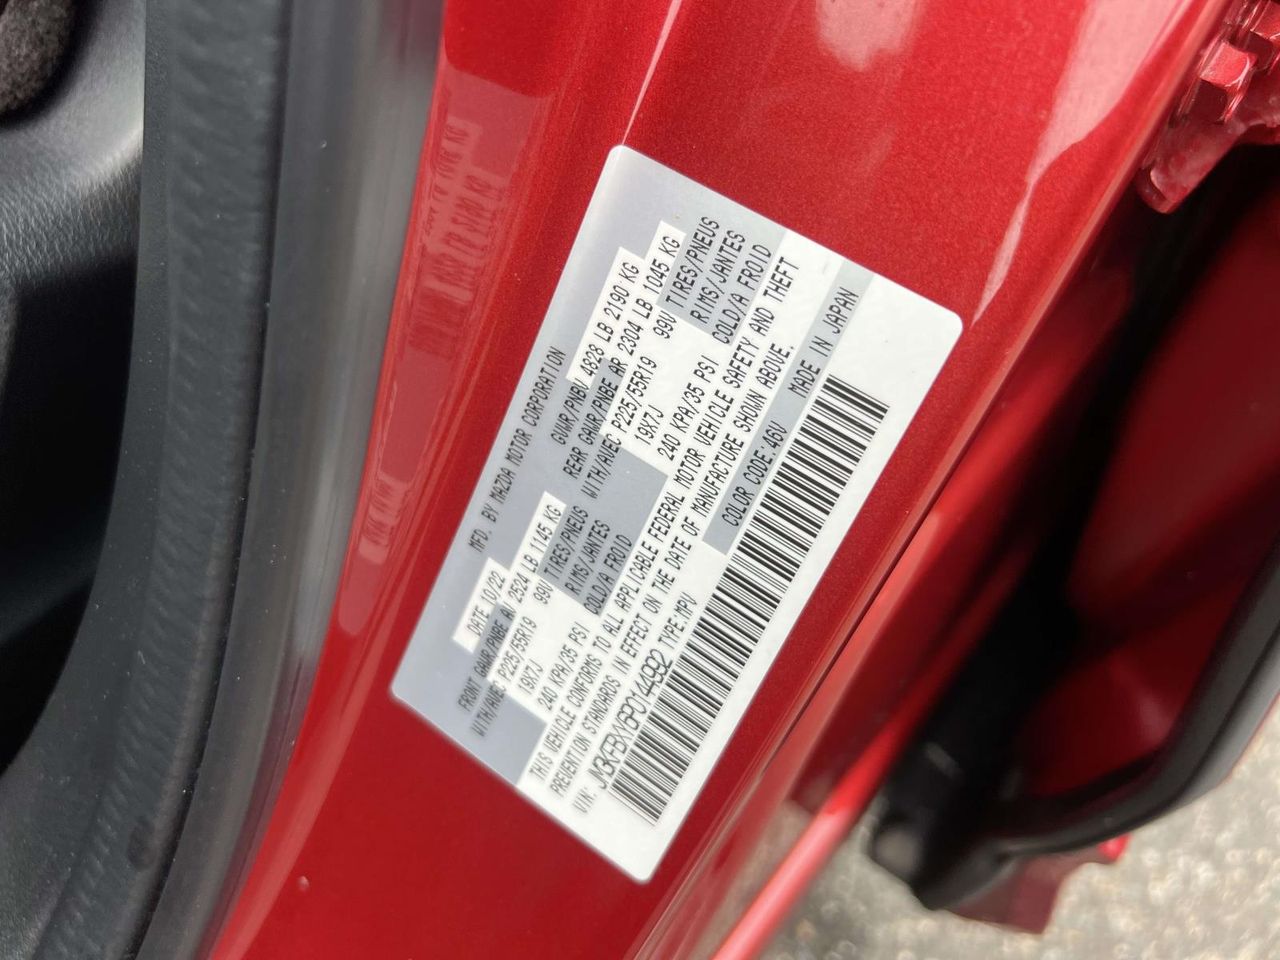 MFD. BY MAZDA MOTOR CORPORATION
DATE 10/22 GVWR/PNBV 4828 LB 2190 KG
FRONT GAWR/PNBE AV 2524 LB 1145 KG REAR GAWR/PNBE AR 2304 LB 1045 KG
WITH/AVEC P225/55R19 99V TIRES/PNEUS WITH/AVEC P225/55R19 99V TIRES/PNEUS
19X7J RIMS/JANTES 19X7J RIMS/JANTES
240 KPA/35 PSI COLD/A FROID 240 KPA/35 PSI COLD/A FROID
THIS VEHICLE CONFORMS TO ALL APPLICABLE FEDERAL MOTOR VEHICLE SAFETY AND THEFT
PREVENTION STANDARDS IN EFFECT ON THE DATE OF MANUFACTURE SHOWN ABOVE.
VIN: JM3KFBXY6P0144992 TYPE:MPV COLOR CODE:46V MADE IN JAPAN